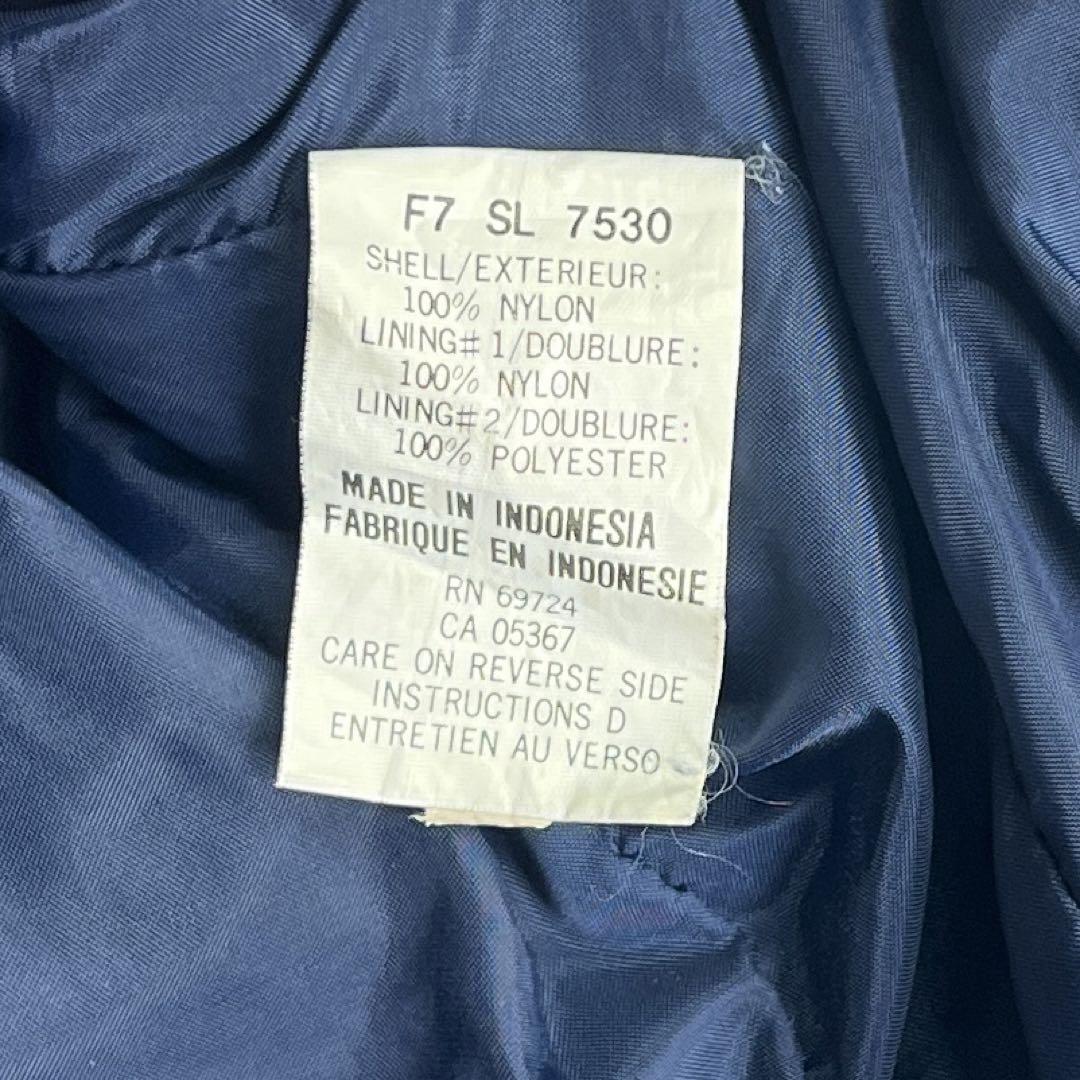 F7 SL 7530
SHELL/EXTERIEUR:
100% NYLON
LINING# 1/DOUBLURE:
100% NYLON
LINING#2/DOUBLURE:
100% POLYESTER
MADE IN INDONESIA
FABRIQUE EN INDONESIE
RN 69724
CA 05367
CARE ON REVERSE SIDE
INSTRUCTIONS D
ENTRETIEN AU VERSO